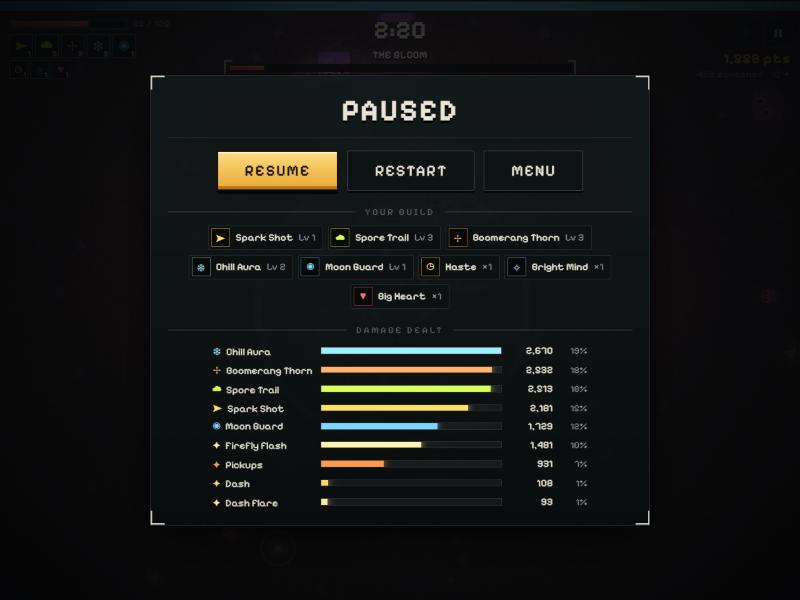 2:20
THE GLOOM
PAUSED
RESUME
RESTART
MENU
YOUR BUILD
Spark Shot Lv 1
Spore Trail Lv 3
Boomerang Thorn Lv 3
Chill Aura Lv 2
Moon Guard Lv 1
Haste ×1
Bright Mind ×1
Big Heart ×1
DAMAGE DEALT
Chill Aura 2,670 19%
Boomerang Thorn 2,532 18%
Spore Trail 2,513 18%
Spark Shot 2,181 15%
Moon Guard 1,729 12%
Firefly Flash 1,481 10%
Pickups 931 7%
Dash 108 1%
Dash Flare 93 1%